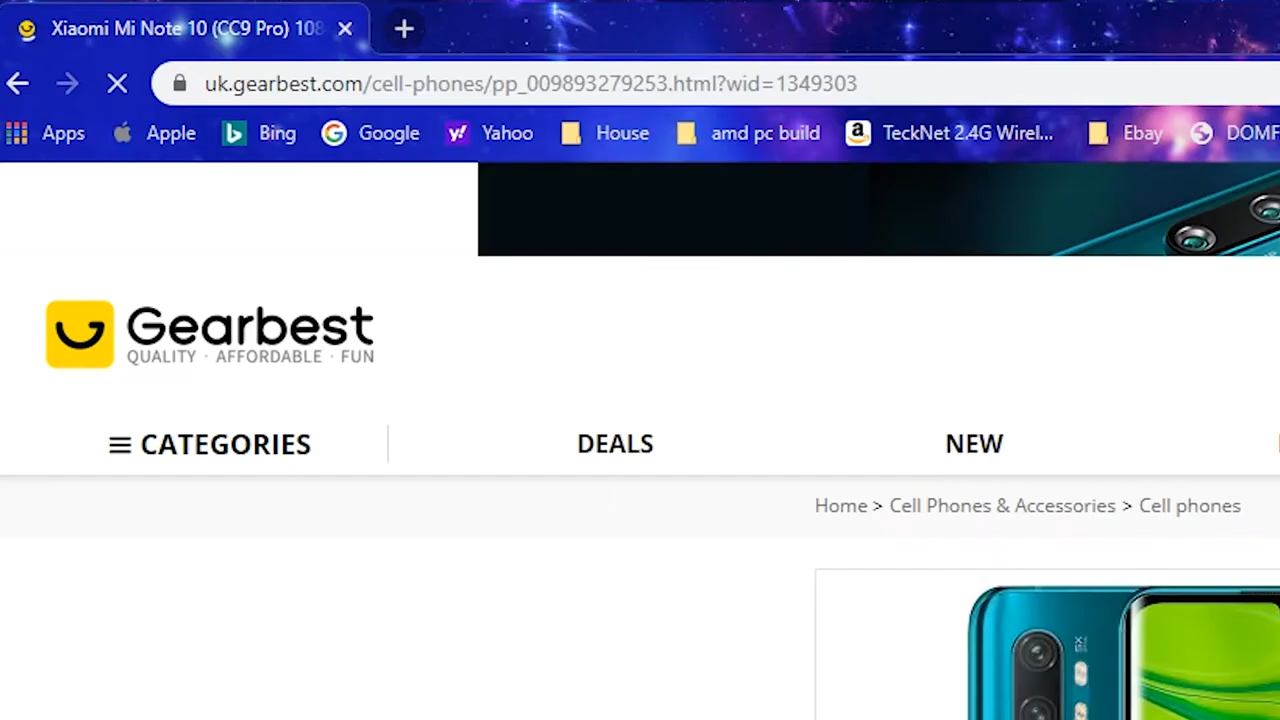 Xiaomi Mi Note 10 (CC9 Pro) 108
uk.gearbest.com/cell-phones/pp_009893279253.html?wid=1349303
Apps Apple Bing Google Yahoo House amd pc build TeckNet 2.4G Wirel... Ebay DOMF
Gearbest
QUALITY · AFFORDABLE · FUN
CATEGORIES DEALS NEW
Home > Cell Phones & Accessories > Cell phones
5X